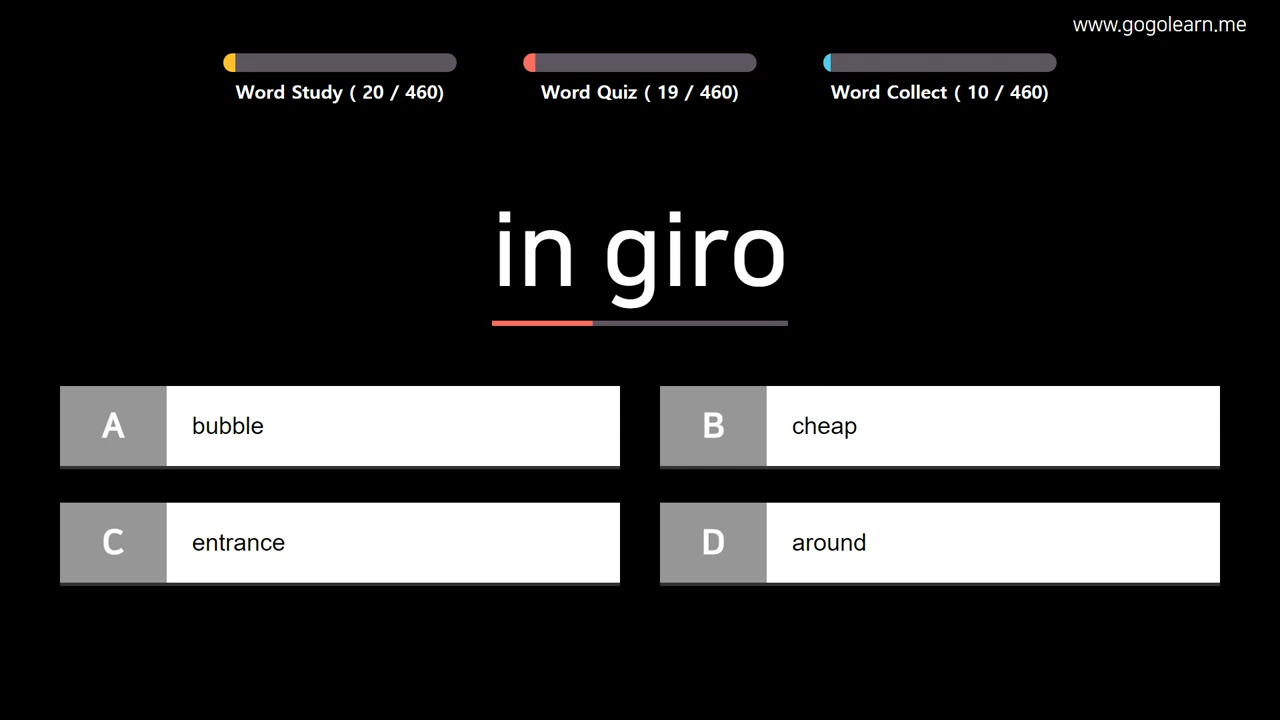 www.gogolearn.me
Word Study ( 20 / 460)
Word Quiz ( 19 / 460)
Word Collect ( 10 / 460)
in giro
A bubble
B cheap
C entrance
D around